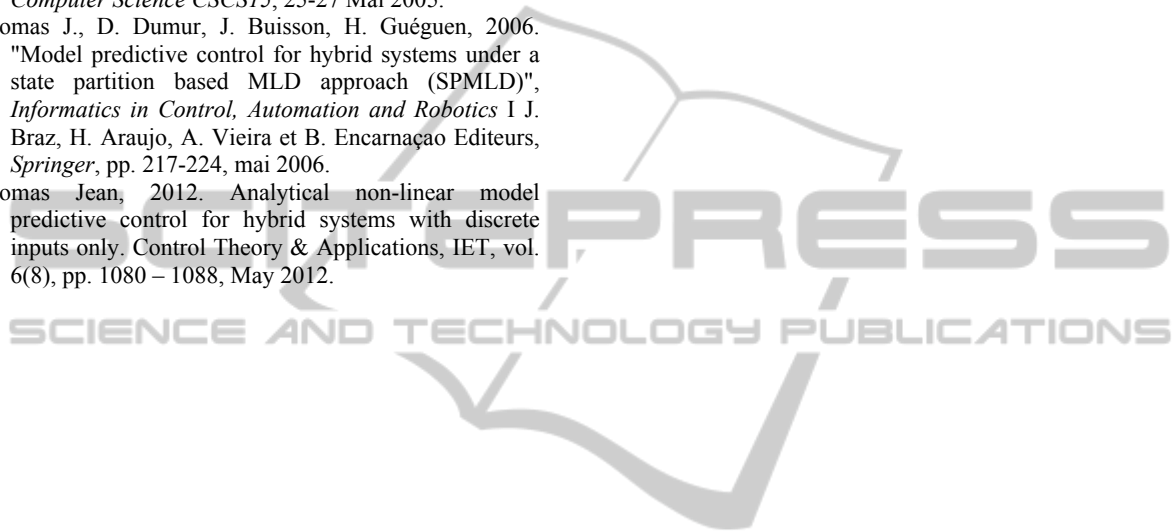 Computer Science CSCS15, 25-27 Mai 2005.
omas J., D. Dumur, J. Buisson, H. Guéguen, 2006.
"Model predictive control for hybrid systems under a
state partition based MLD approach (SPMLD)",
Informatics in Control, Automation and Robotics I J.
Braz, H. Araujo, A. Vieira et B. Encarnaçao Editeurs,
Springer, pp. 217-224, mai 2006.
omas Jean, 2012. Analytical non-linear model
predictive control for hybrid systems with discrete
inputs only. Control Theory & Applications, IET, vol.
6(8), pp. 1080 – 1088, May 2012.
SCITEPRESS
SCIENCE AND TECHNOLOGY PUBLICATIONS